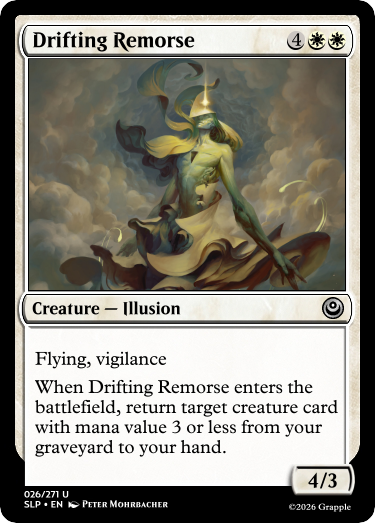 Drifting Remorse 4
Creature — Illusion
Flying, vigilance
When Drifting Remorse enters the
battlefield, return target creature card
with mana value 3 or less from your
graveyard to your hand.
4/3
026/271 U
SLP • EN Peter Mohrbacher
©2026 Grapple